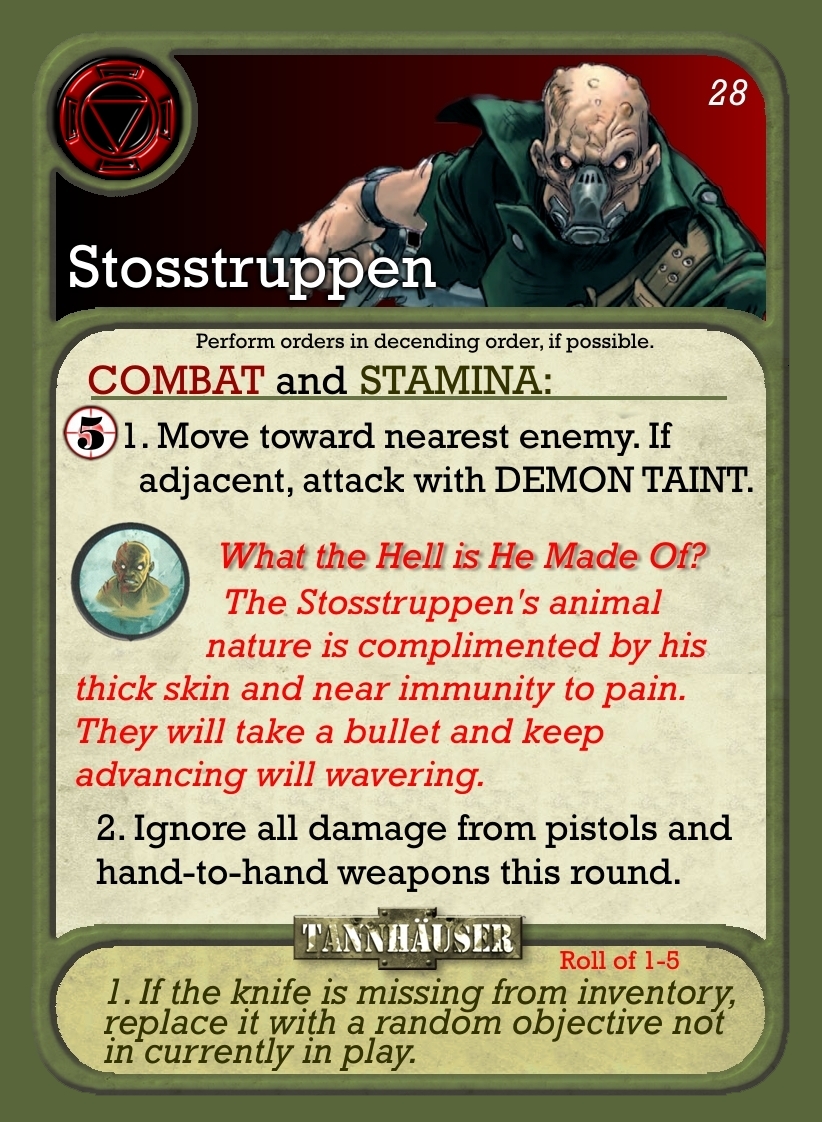 28
Stosstruppen
Perform orders in decending order, if possible.
COMBAT and STAMINA:
5 1. Move toward nearest enemy. If
adjacent, attack with DEMON TAINT.
What the Hell is He Made Of?
The Stosstruppen's animal
nature is complimented by his
thick skin and near immunity to pain.
They will take a bullet and keep
advancing will wavering.
2. Ignore all damage from pistols and
hand-to-hand weapons this round.
TANNHÄUSER
Roll of 1-5
1. If the knife is missing from inventory,
replace it with a random objective not
in currently in play.